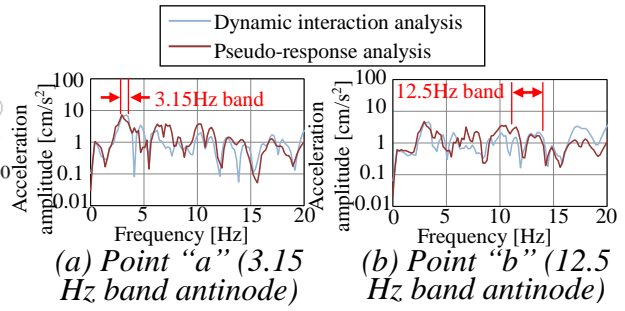 Dynamic interaction analysis
Pseudo-response analysis
Acceleration
amplitude [cm/s²]
100
10
1
0.1
0.01
3.15Hz band
0 5 10 15 20
Frequency [Hz]
(a) Point “a” (3.15
Hz band antinode)
Acceleration
amplitude [cm/s²]
100
10
1
0.1
0.01
12.5Hz band
0 5 10 15 20
Frequency [Hz]
(b) Point “b” (12.5
Hz band antinode)